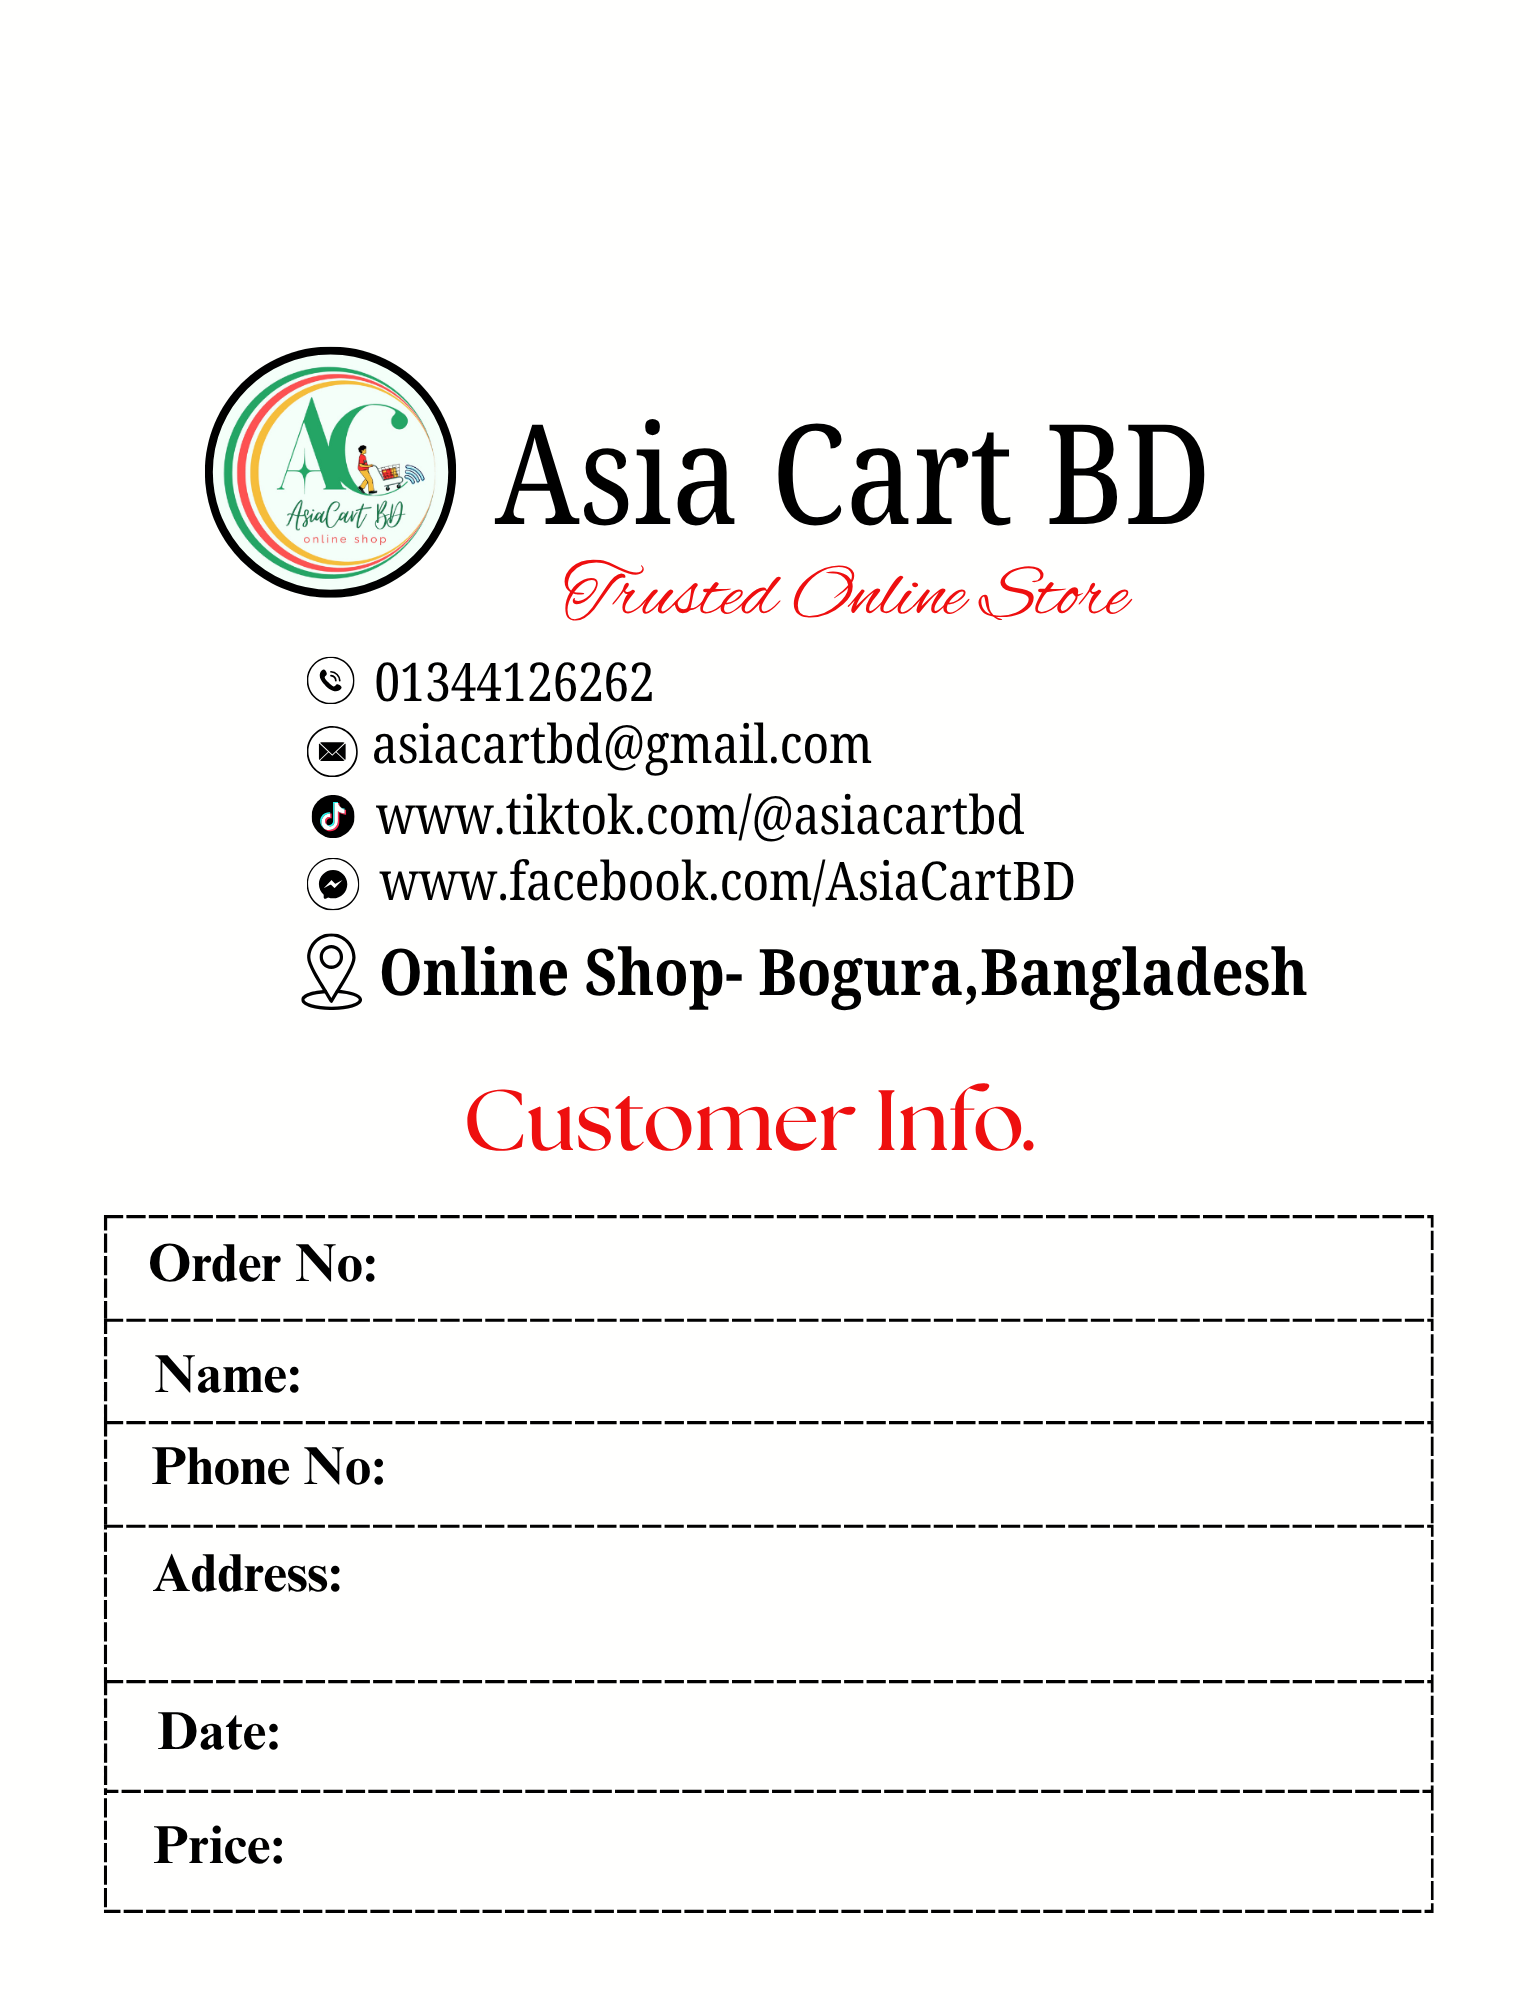 AC
AsiaCart BD
online shop
Asia Cart BD
Trusted Online Store
01344126262
asiacartbd@gmail.com
www.tiktok.com/@asiacartbd
www.facebook.com/AsiaCartBD
Online Shop- Bogura,Bangladesh
Customer Info.
Order No:
Name:
Phone No:
Address:
Date:
Price: